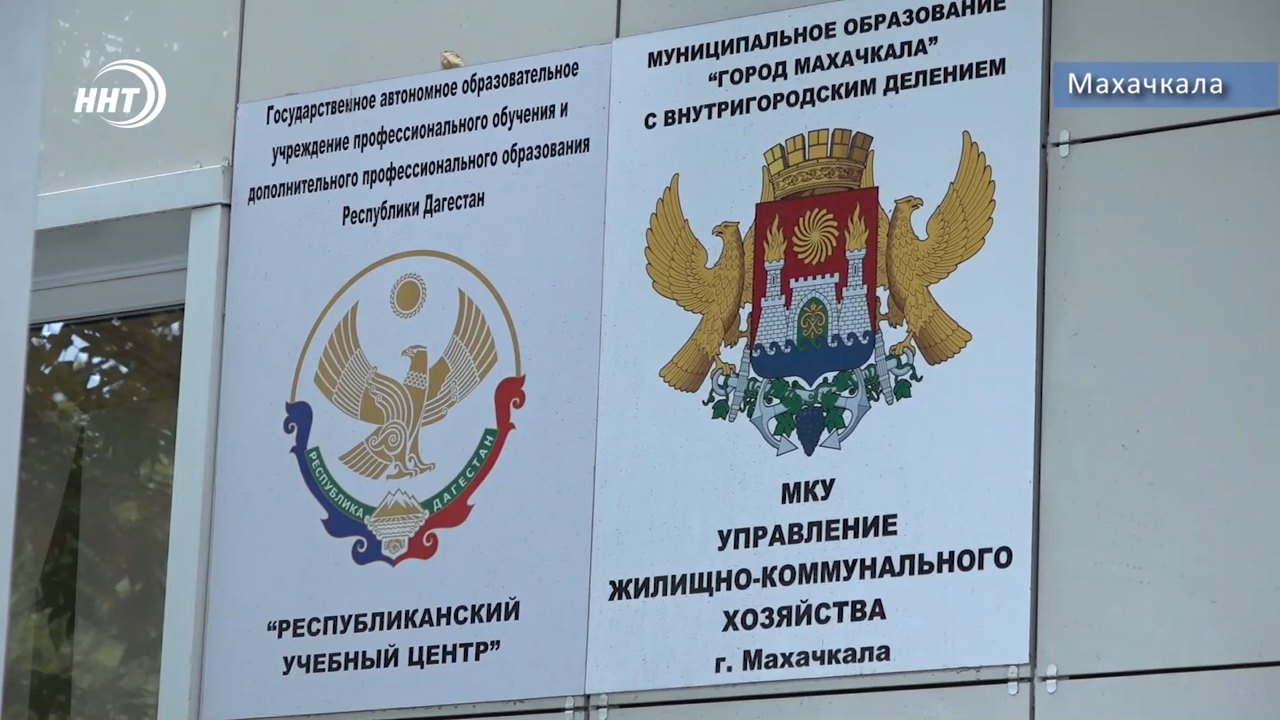 ННТ
Махачкала
Государственное автономное образовательное
учреждение профессионального обучения и
дополнительного профессионального образования
Республики Дагестан
РЕСПУБЛИКА ДАГЕСТАН
“РЕСПУБЛИКАНСКИЙ
УЧЕБНЫЙ ЦЕНТР”
МУНИЦИПАЛЬНОЕ ОБРАЗОВАНИЕ
“ГОРОД МАХАЧКАЛА”
С ВНУТРИГОРОДСКИМ ДЕЛЕНИЕМ
МКУ
УПРАВЛЕНИЕ
ЖИЛИЩНО-КОММУНАЛЬНОГО
ХОЗЯЙСТВА
г. Махачкала